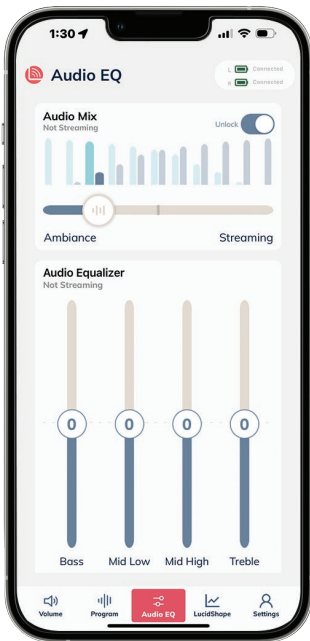 1:30
Audio EQ
L Connected
R Connected
Audio Mix
Not Streaming
Unlock
Ambiance Streaming
Audio Equalizer
Not Streaming
0 0 0 0
Bass Mid Low Mid High Treble
Volume Program Audio EQ LucidShape Settings